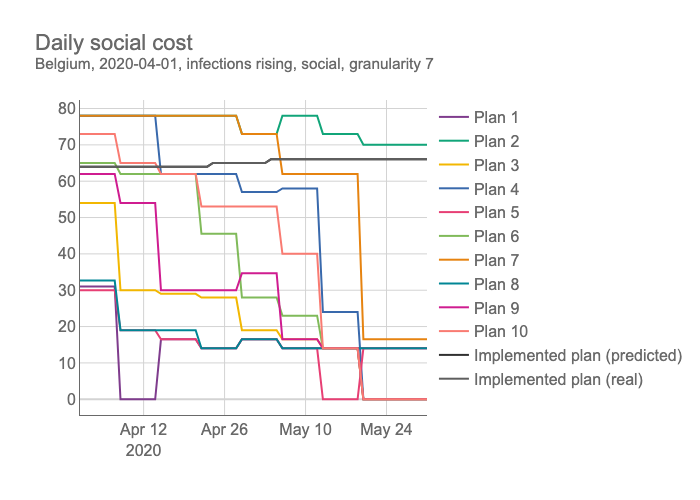 Daily social cost
Belgium, 2020-04-01, infections rising, social, granularity 7
80
70
60
50
40
30
20
10
0
Apr 12
2020
Apr 26
May 10
May 24
Plan 1
Plan 2
Plan 3
Plan 4
Plan 5
Plan 6
Plan 7
Plan 8
Plan 9
Plan 10
Implemented plan (predicted)
Implemented plan (real)